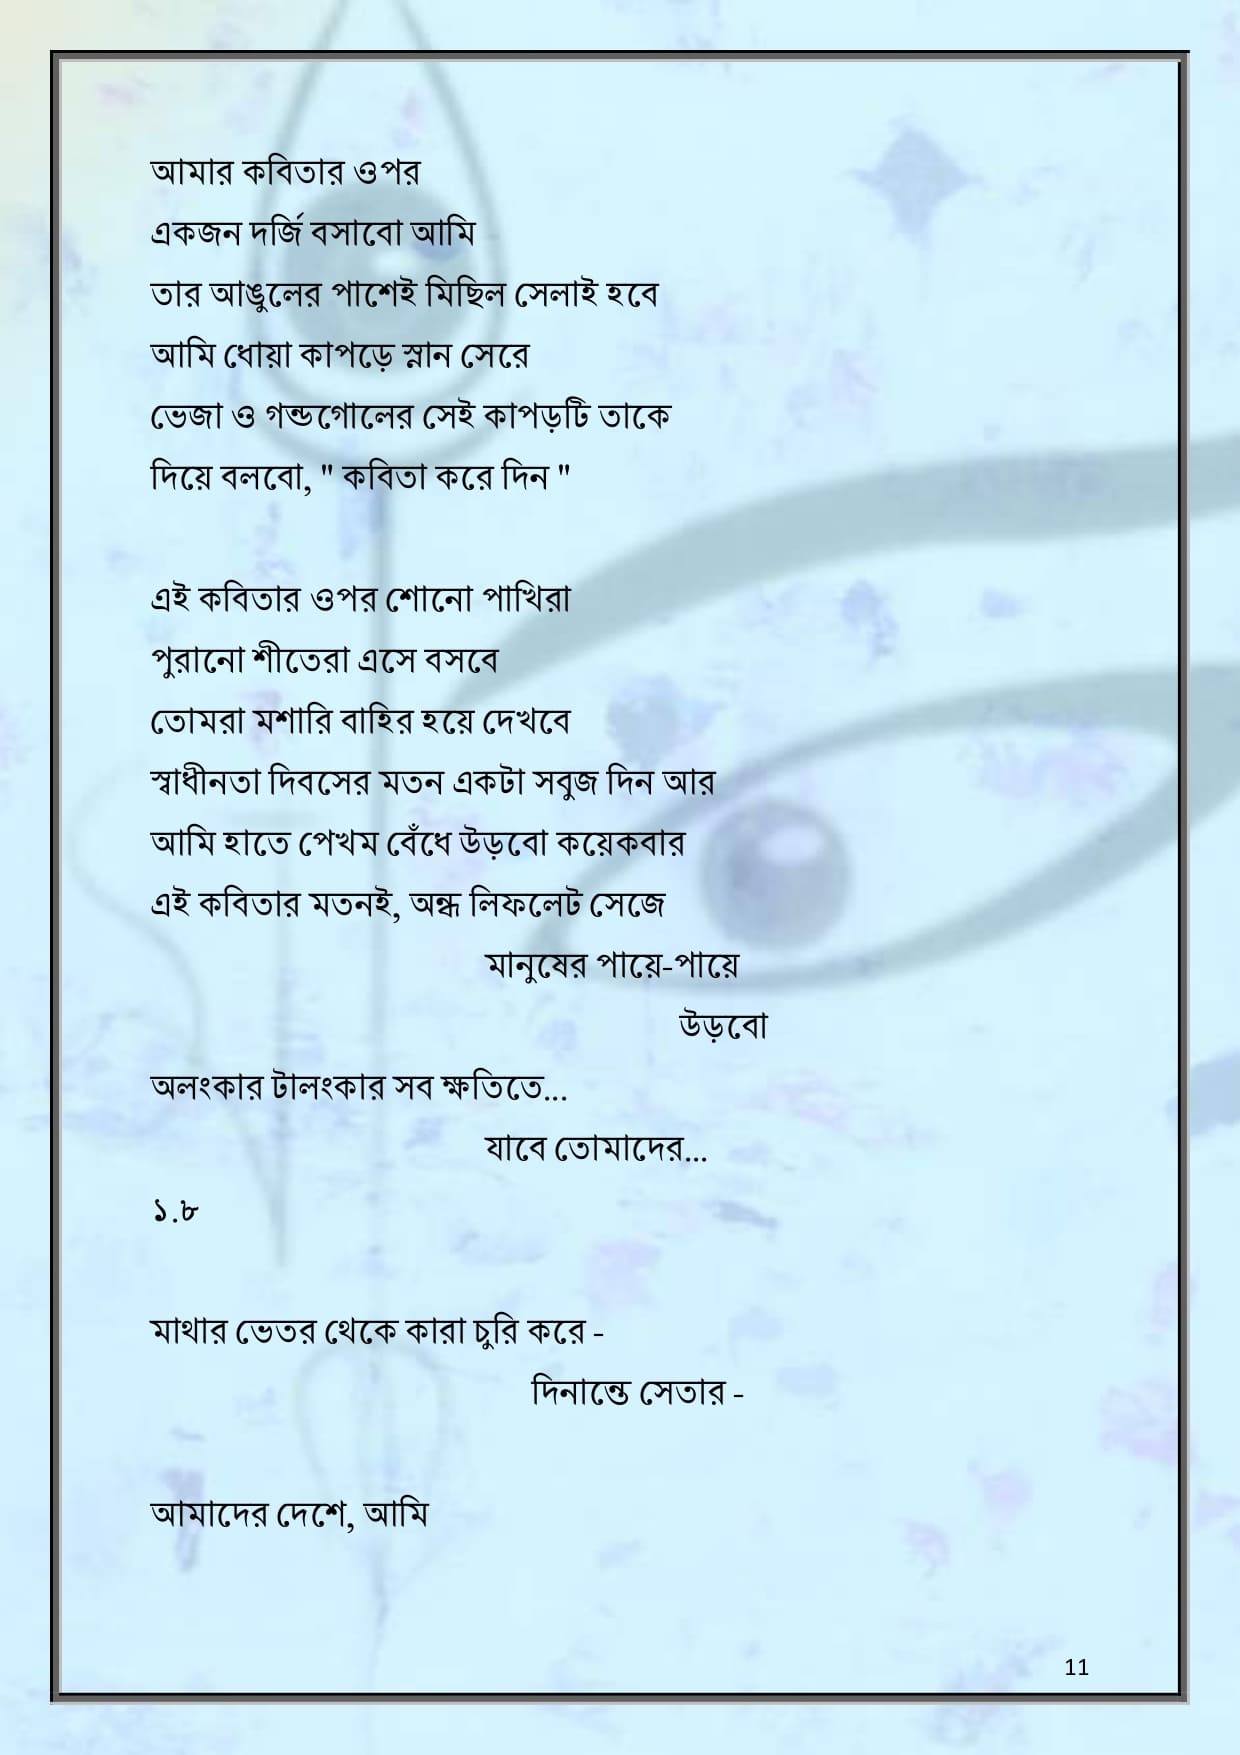 আমার কবিতার ওপর
একজন দর্জি বসাবো আমি
তার আঙুলের পাশেই মিছিল সেলাই হবে
আমি ধোয়া কাপড়ে স্নান সেরে
ভেজা ও গন্ডগোলের সেই কাপড়টি তাকে
দিয়ে বলবো, " কবিতা করে দিন "
এই কবিতার ওপর শোনো পাখিরা
পুরানো শীতেরা এসে বসবে
তোমরা মশারি বাহির হয়ে দেখবে
স্বাধীনতা দিবসের মতন একটা সবুজ দিন আর
আমি হাতে পেখম বেঁধে উড়বো কয়েকবার
এই কবিতার মতনই, অন্ধ লিফলেট সেজে
মানুষের পায়ে-পায়ে
উড়বো
অলংকার টালংকার সব ক্ষতিতে...
যাবে তোমাদের...
১.৮
মাথার ভেতর থেকে কারা চুরি করে -
দিনান্তে সেতার -
আমাদের দেশে, আমি
11